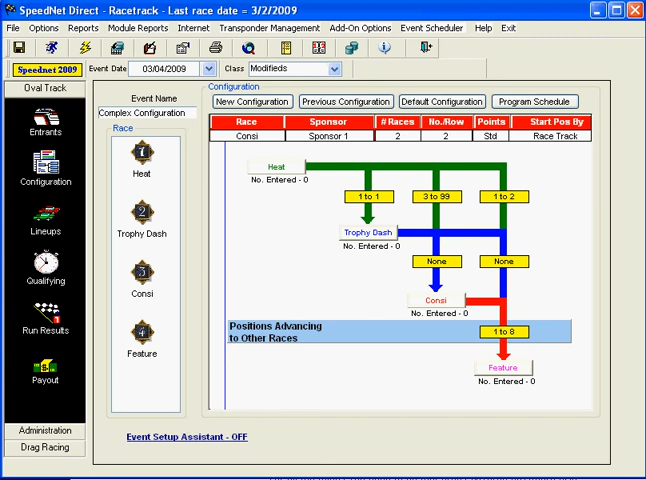 SpeedNet Direct - Racetrack - Last race date = 3/2/2009
File Options Reports Module Reports Internet Transponder Management Add-On Options Event Scheduler Help Exit
Speednet 2009 Event Date 03/04/2009 Class Modifieds
Oval Track
Entrants
Configuration
Lineups
Qualifying
Run Results
Payout
Administration
Drag Racing
Event Name
Complex Configuration
Race
1
Heat
2
Trophy Dash
3
Consi
4
Feature
Event Setup Assistant - OFF
Configuration
New Configuration Previous Configuration Default Configuration Program Schedule
Race Sponsor # Races No./Row Points Start Pos By
Consi Sponsor 1 2 2 Std Race Track
Heat
No. Entered - 0
1 to 1 3 to 99 1 to 2
Trophy Dash
No. Entered - 0
None None
Consi
No. Entered - 0
Positions Advancing
to Other Races
1 to 8
Feature
No. Entered - 0